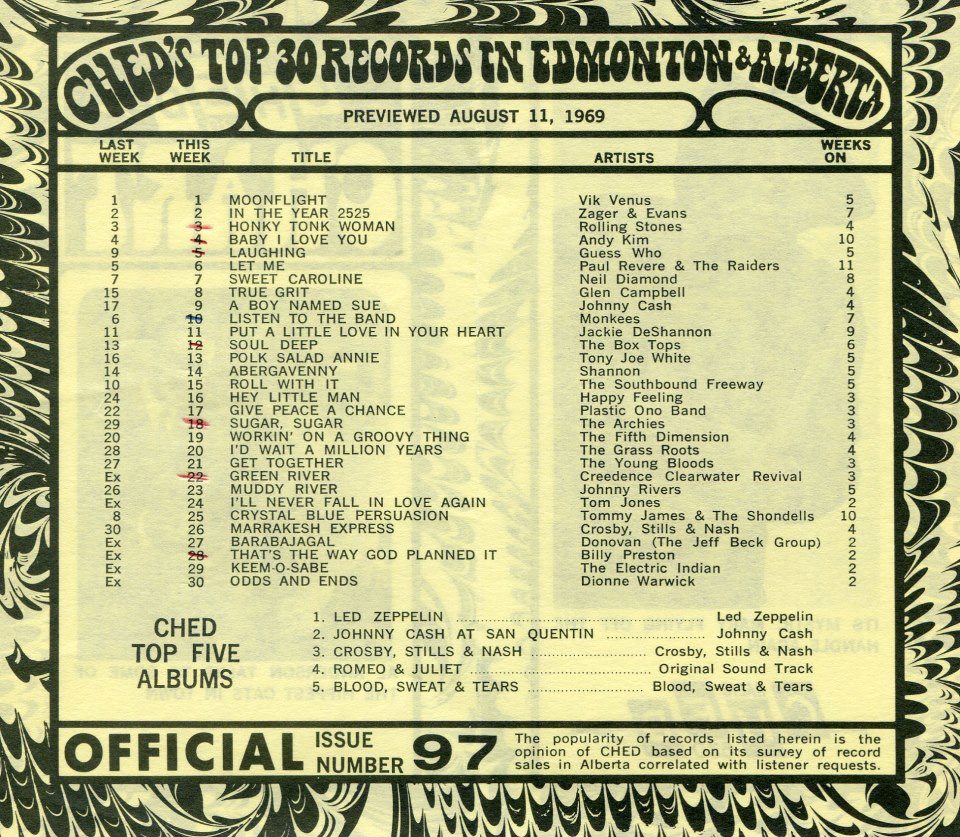 CHED'S TOP 30 RECORDS IN EDMONTON & ALBERTA
PREVIEWED AUGUST 11, 1969
LAST WEEK THIS WEEK TITLE ARTISTS WEEKS ON
1 1 MOONFLIGHT Vik Venus 5
2 2 IN THE YEAR 2525 Zager & Evans 7
3 3 HONKY TONK WOMAN Rolling Stones 4
4 4 BABY I LOVE YOU Andy Kim 10
9 5 LAUGHING Guess Who 5
5 6 LET ME Paul Revere & The Raiders 11
7 7 SWEET CAROLINE Neil Diamond 8
15 8 TRUE GRIT Glen Campbell 4
17 9 A BOY NAMED SUE Johnny Cash 4
6 10 LISTEN TO THE BAND Monkees 7
11 11 PUT A LITTLE LOVE IN YOUR HEART Jackie DeShannon 9
13 12 SOUL DEEP The Box Tops 6
16 13 POLK SALAD ANNIE Tony Joe White 5
14 14 ABERGAVENNY Shannon 5
10 15 ROLL WITH IT The Southbound Freeway 5
24 16 HEY LITTLE MAN Happy Feeling 3
22 17 GIVE PEACE A CHANCE Plastic Ono Band 3
29 18 SUGAR, SUGAR The Archies 3
20 19 WORKIN' ON A GROOVY THING The Fifth Dimension 4
28 20 I'D WAIT A MILLION YEARS The Grass Roots 4
27 21 GET TOGETHER The Young Bloods 3
Ex 22 GREEN RIVER Creedence Clearwater Revival 3
26 23 MUDDY RIVER Johnny Rivers 5
Ex 24 I'LL NEVER FALL IN LOVE AGAIN Tom Jones 2
8 25 CRYSTAL BLUE PERSUASION Tommy James & The Shondells 10
30 26 MARRAKESH EXPRESS Crosby, Stills & Nash 4
Ex 27 BARABAJAGAL Donovan (The Jeff Beck Group) 2
Ex 28 THAT'S THE WAY GOD PLANNED IT Billy Preston 2
Ex 29 KEEM-O-SABE The Electric Indian 2
Ex 30 ODDS AND ENDS Dionne Warwick 2
CHED
TOP FIVE
ALBUMS
1. LED ZEPPELIN Led Zeppelin
2. JOHNNY CASH AT SAN QUENTIN Johnny Cash
3. CROSBY, STILLS & NASH Crosby, Stills & Nash
4. ROMEO & JULIET Original Sound Track
5. BLOOD, SWEAT & TEARS Blood, Sweat & Tears
OFFICIAL ISSUE NUMBER 97
The popularity of records listed herein is the
opinion of CHED based on its survey of record
sales in Alberta correlated with listener requests.